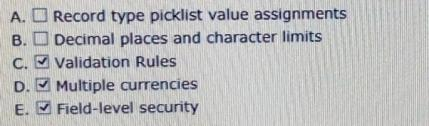 A. Record type picklist value assignments
B. Decimal places and character limits
C. Validation Rules
D. Multiple currencies
E. Field-level security